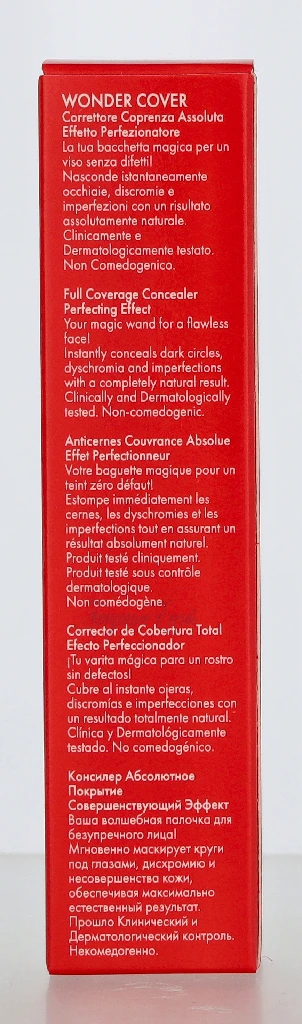 WONDER COVER
Correttore Coprenza Assoluta
Effetto Perfezionatore
La tua bacchetta magica per un
viso senza difetti!
Nasconde istantaneamente
occhiaie, discromie e
imperfezioni con un risultato
assolutamente naturale.
Clinicamente e
Dermatologicamente testato.
Non Comedogenico.
Full Coverage Concealer
Perfecting Effect
Your magic wand for a flawless
face!
Instantly conceals dark circles,
dyschromia and imperfections
with a completely natural result.
Clinically and Dermatologically
tested. Non-comedogenic.
Anticernes Couvrance Absolue
Effet Perfectionneur
Votre baguette magique pour un
teint zéro défaut!
Estompe immédiatement les
cernes, les dyschromies et les
imperfections tout en assurant un
résultat absolument naturel.
Produit testé cliniquement.
Produit testé sous contrôle
dermatologique.
Non comédogène.
Corrector de Cobertura Total
Efecto Perfeccionador
¡Tu varita mágica para un rostro
sin defectos!
Cubre al instante ojeras,
discromías e imperfecciones con
un resultado totalmente natural.
Clínica y Dermatológicamente
testado. No comedogénico.
Консилер Абсолютное
Покрытие
Совершенствующий Эффект
Ваша волшебная палочка для
безупречного лица!
Мгновенно маскирует круги
под глазами, дисхромию и
несовершенства кожи,
обеспечивая максимально
естественный результат.
Прошло Клинический и
Дерматологический контроль.
Некомедогенно.